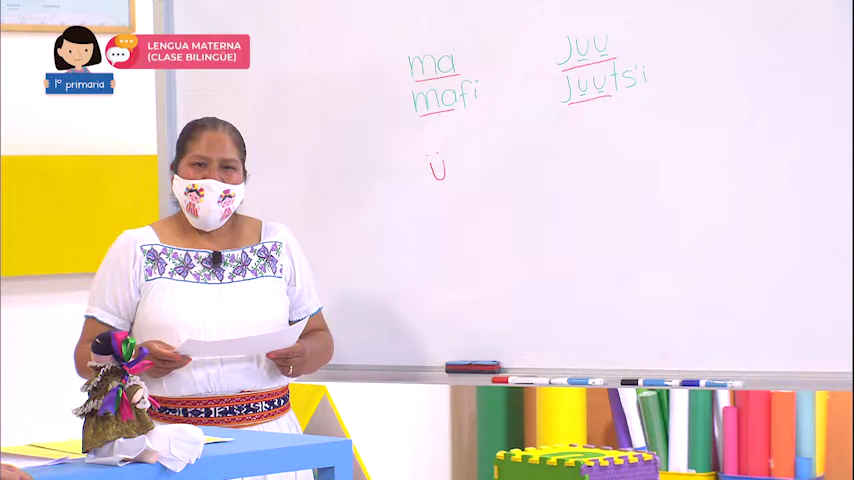 LENGUA MATERNA
(CLASE BILINGÜE)
1° primaria
ma
mafi
Juu
Juuts'i
ü